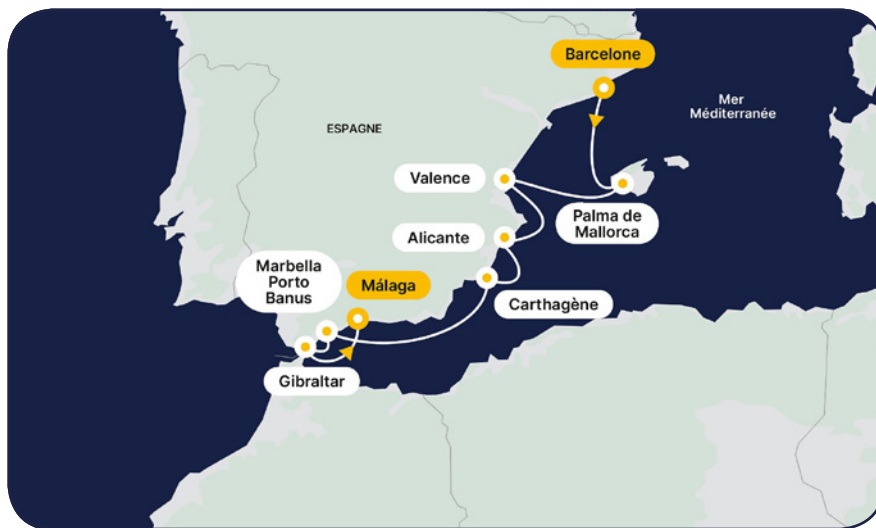 Barcelone
Mer
Méditerranée
ESPAGNE
Valence
Palma de
Mallorca
Alicante
Marbella
Porto
Banus
Málaga
Carthagène
Gibraltar